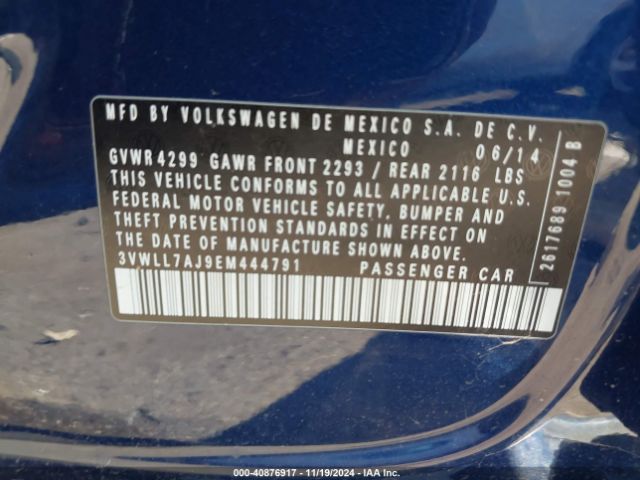 MFD BY VOLKSWAGEN DE MEXICO S.A. DE C.V.
MEXICO 06/14
GVWR 4299 GAWR FRONT 2293 / REAR 2116 LBS
THIS VEHICLE CONFORMS TO ALL APPLICABLE U.S.
FEDERAL MOTOR VEHICLE SAFETY, BUMPER AND
THEFT PREVENTION STANDARDS IN EFFECT ON
THE DATE OF MANUFACTURE SHOWN ABOVE.
3VWLL7AJ9EM444791 PASSENGER CAR
2617689 1004 B
000-40876917 - 11/19/2024 - IAA Inc.